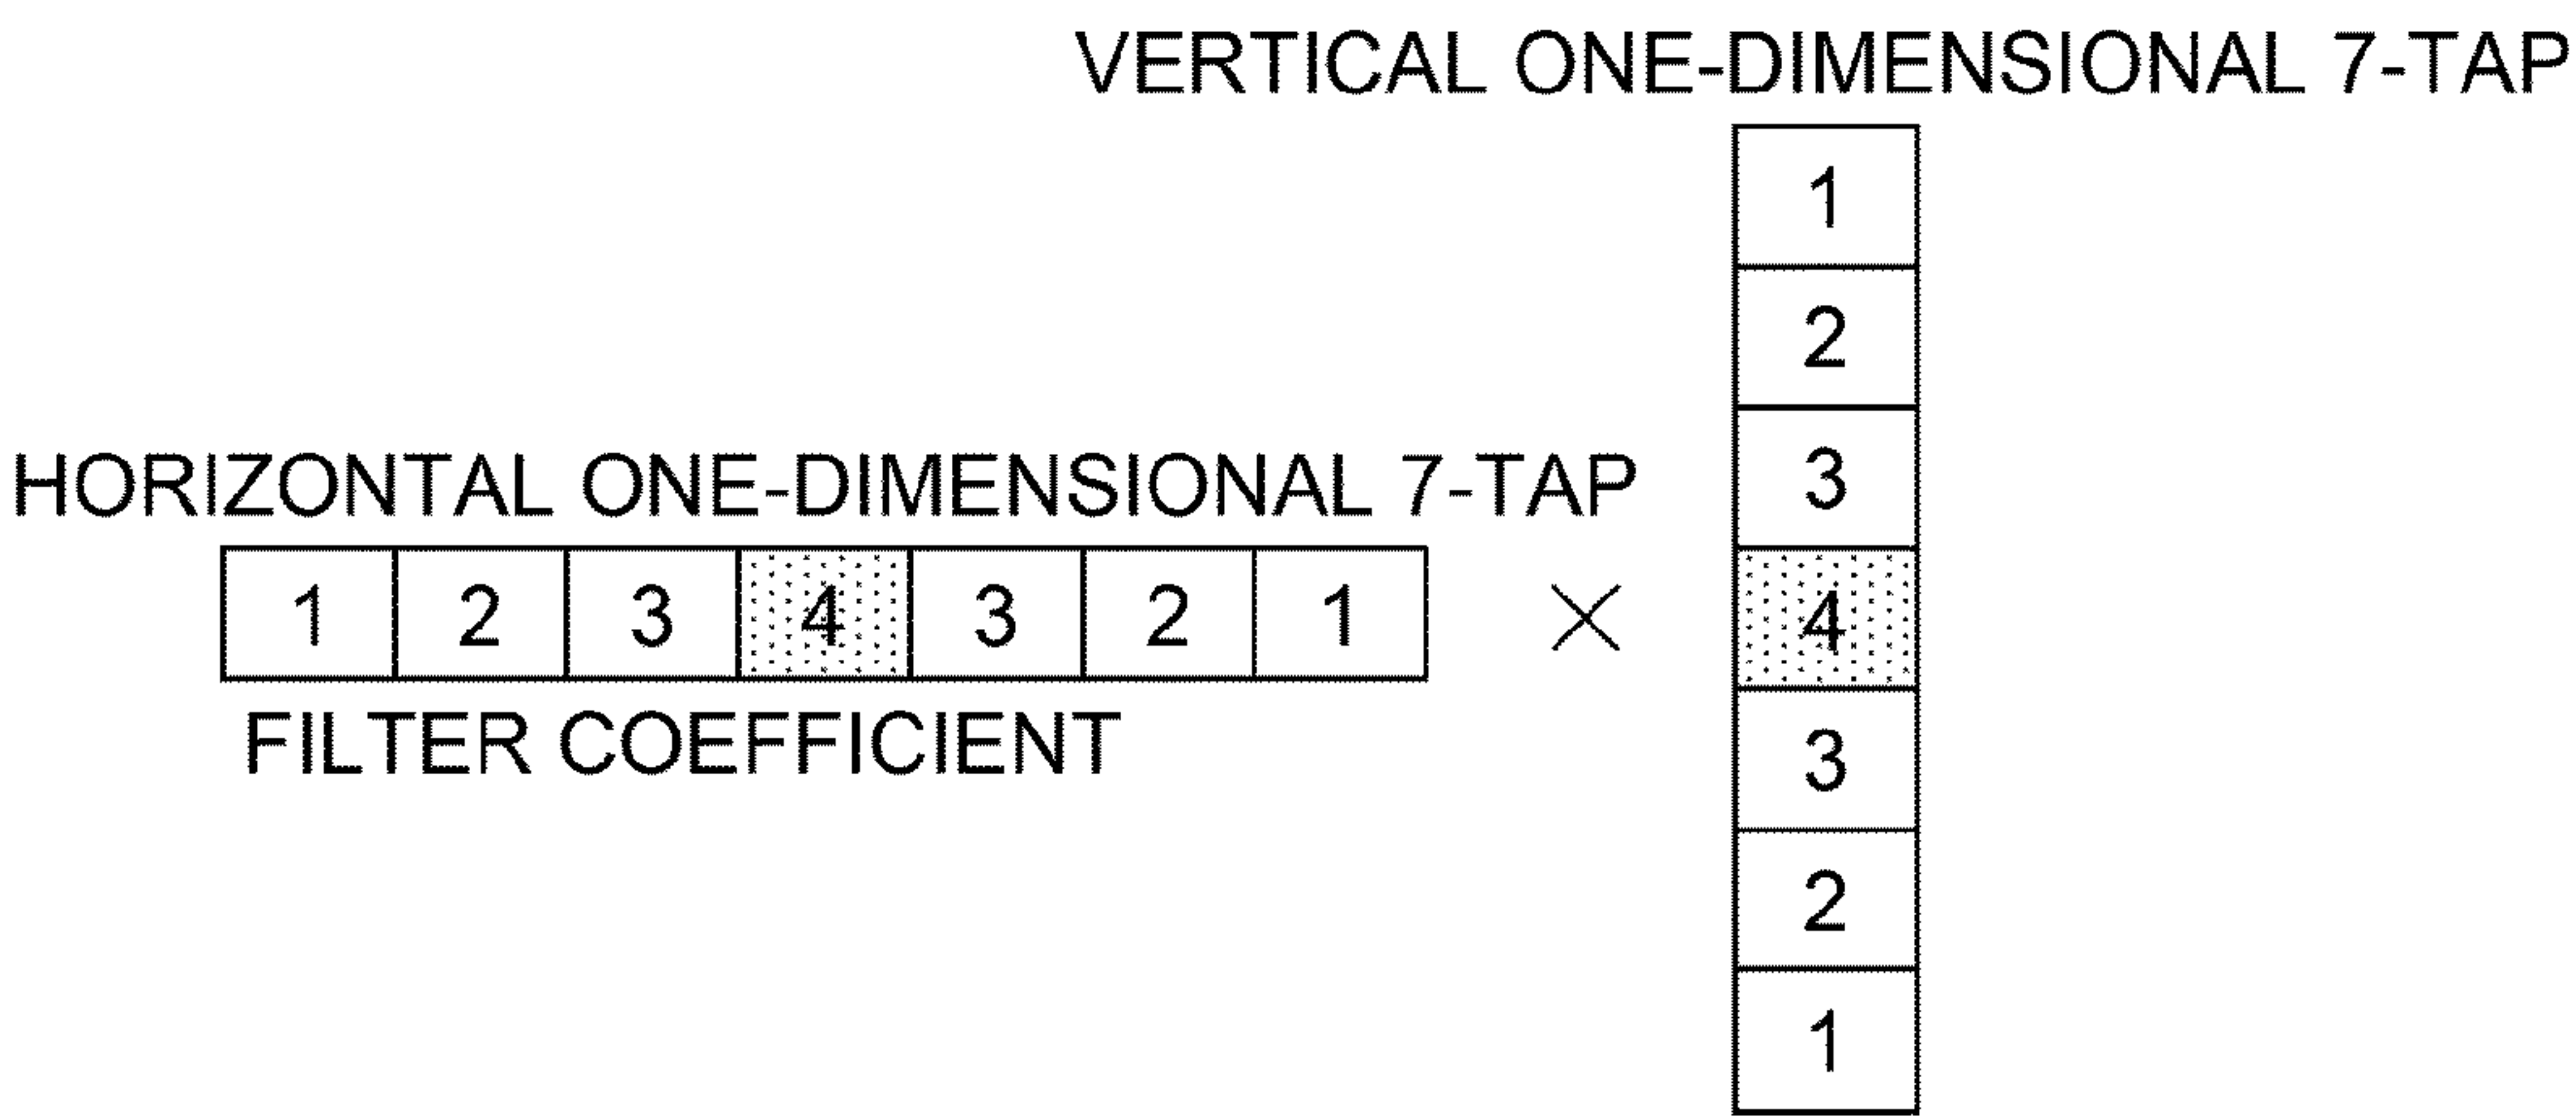 VERTICAL ONE-DIMENSIONAL 7-TAP
1
2
3
HORIZONTAL ONE-DIMENSIONAL 7-TAP
1 2 3 4 3 2 1 × 4
FILTER COEFFICIENT
3
2
1